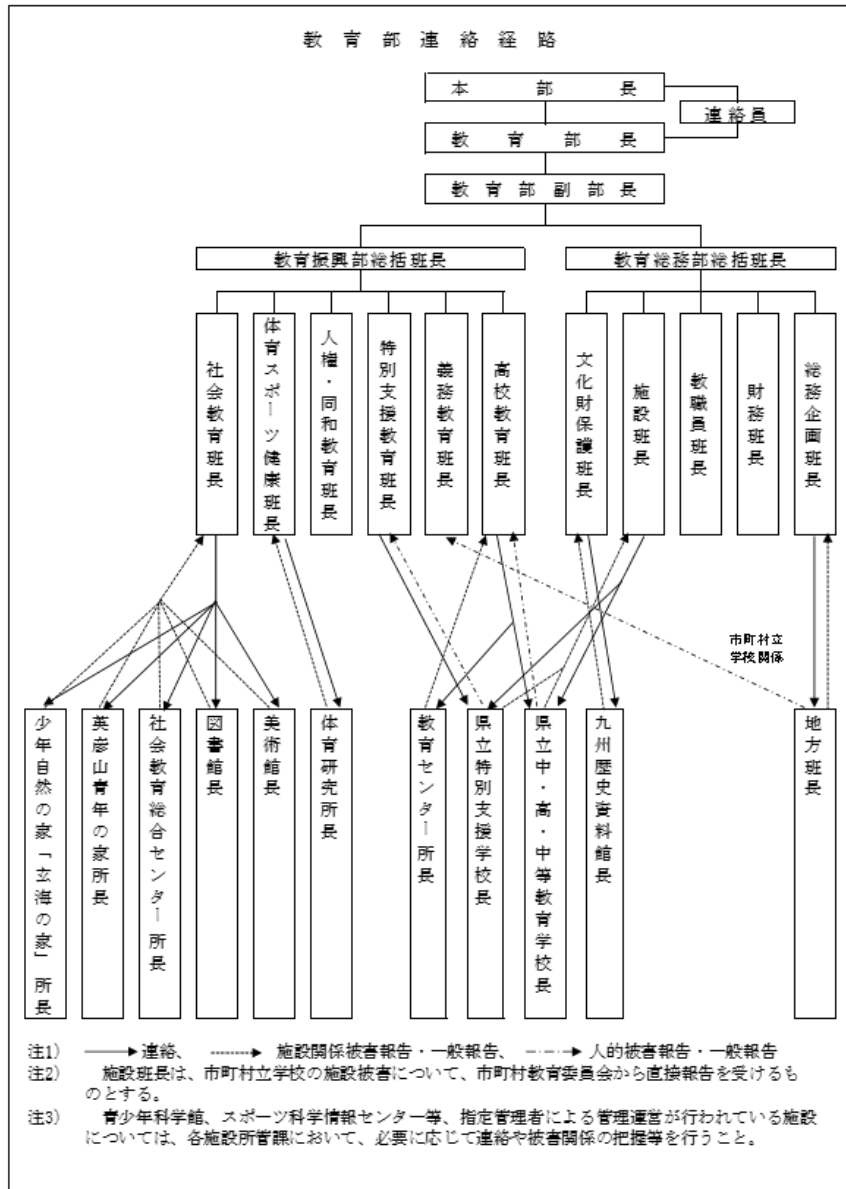 教育部連絡経路
本部長
連絡員
教育部長
教育部副部長
教育振興部総括班長
教育総務部総括班長
社会教育班長
体育スポーツ健康班長
人権・同和教育班長
特別支援教育班長
義務教育班長
高校教育班長
文化財保護班長
施設班長
教職員班長
財務班長
総務企画班長
市町村立
学校関係
少年自然の家「玄海の家」所長
英彦山青年の家所長
社会教育総合センター所長
図書館長
美術館長
体育研究所長
教育センター所長
県立特別支援学校長
県立中・高・中等教育学校長
九州歴史資料館長
地方班長
注1) 連絡、 施設関係被害報告・一般報告、 人的被害報告・一般報告
注2) 施設班長は、市町村立学校の施設被害について、市町村教育委員会から直接報告を受けるも
のとする。
注3) 青少年科学館、スポーツ科学情報センター等、指定管理者による管理運営が行われている施設
については、各施設所管課において、必要に応じて連絡や被害関係の把握等を行うこと。